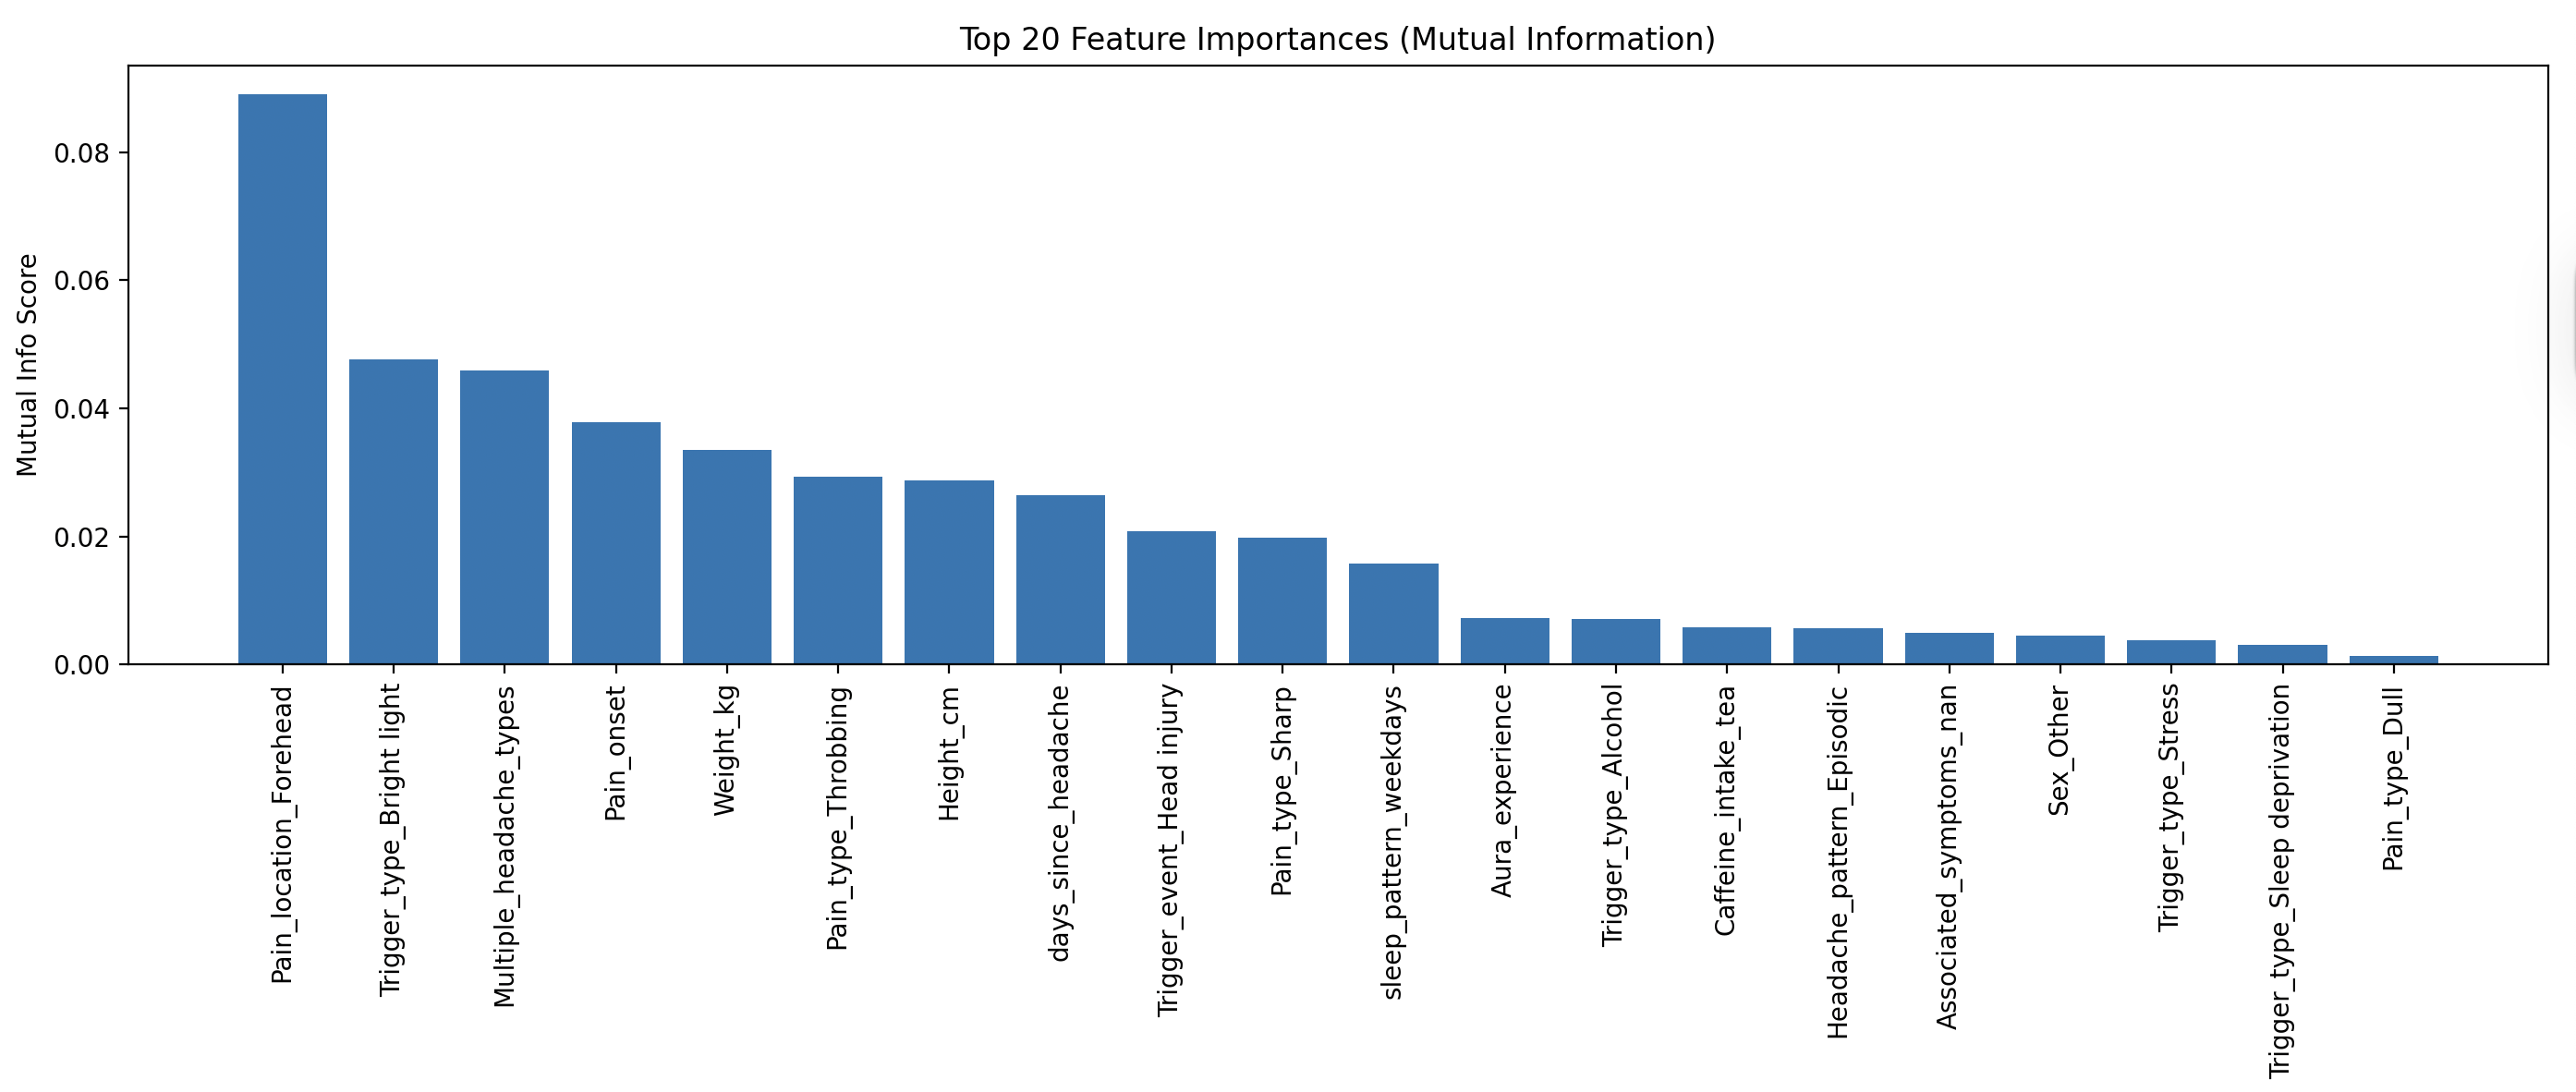 Top 20 Feature Importances (Mutual Information)
Mutual Info Score
0.08
0.06
0.04
0.02
0.00
Pain_location_Forehead
Trigger_type_Bright light
Multiple_headache_types
Pain_onset
Weight_kg
Pain_type_Throbbing
Height_cm
days_since_headache
Trigger_event_Head injury
Pain_type_Sharp
sleep_pattern_weekdays
Aura_experience
Trigger_type_Alcohol
Caffeine_intake_tea
Headache_pattern_Episodic
Associated_symptoms_nan
Sex_Other
Trigger_type_Stress
Trigger_type_Sleep deprivation
Pain_type_Dull